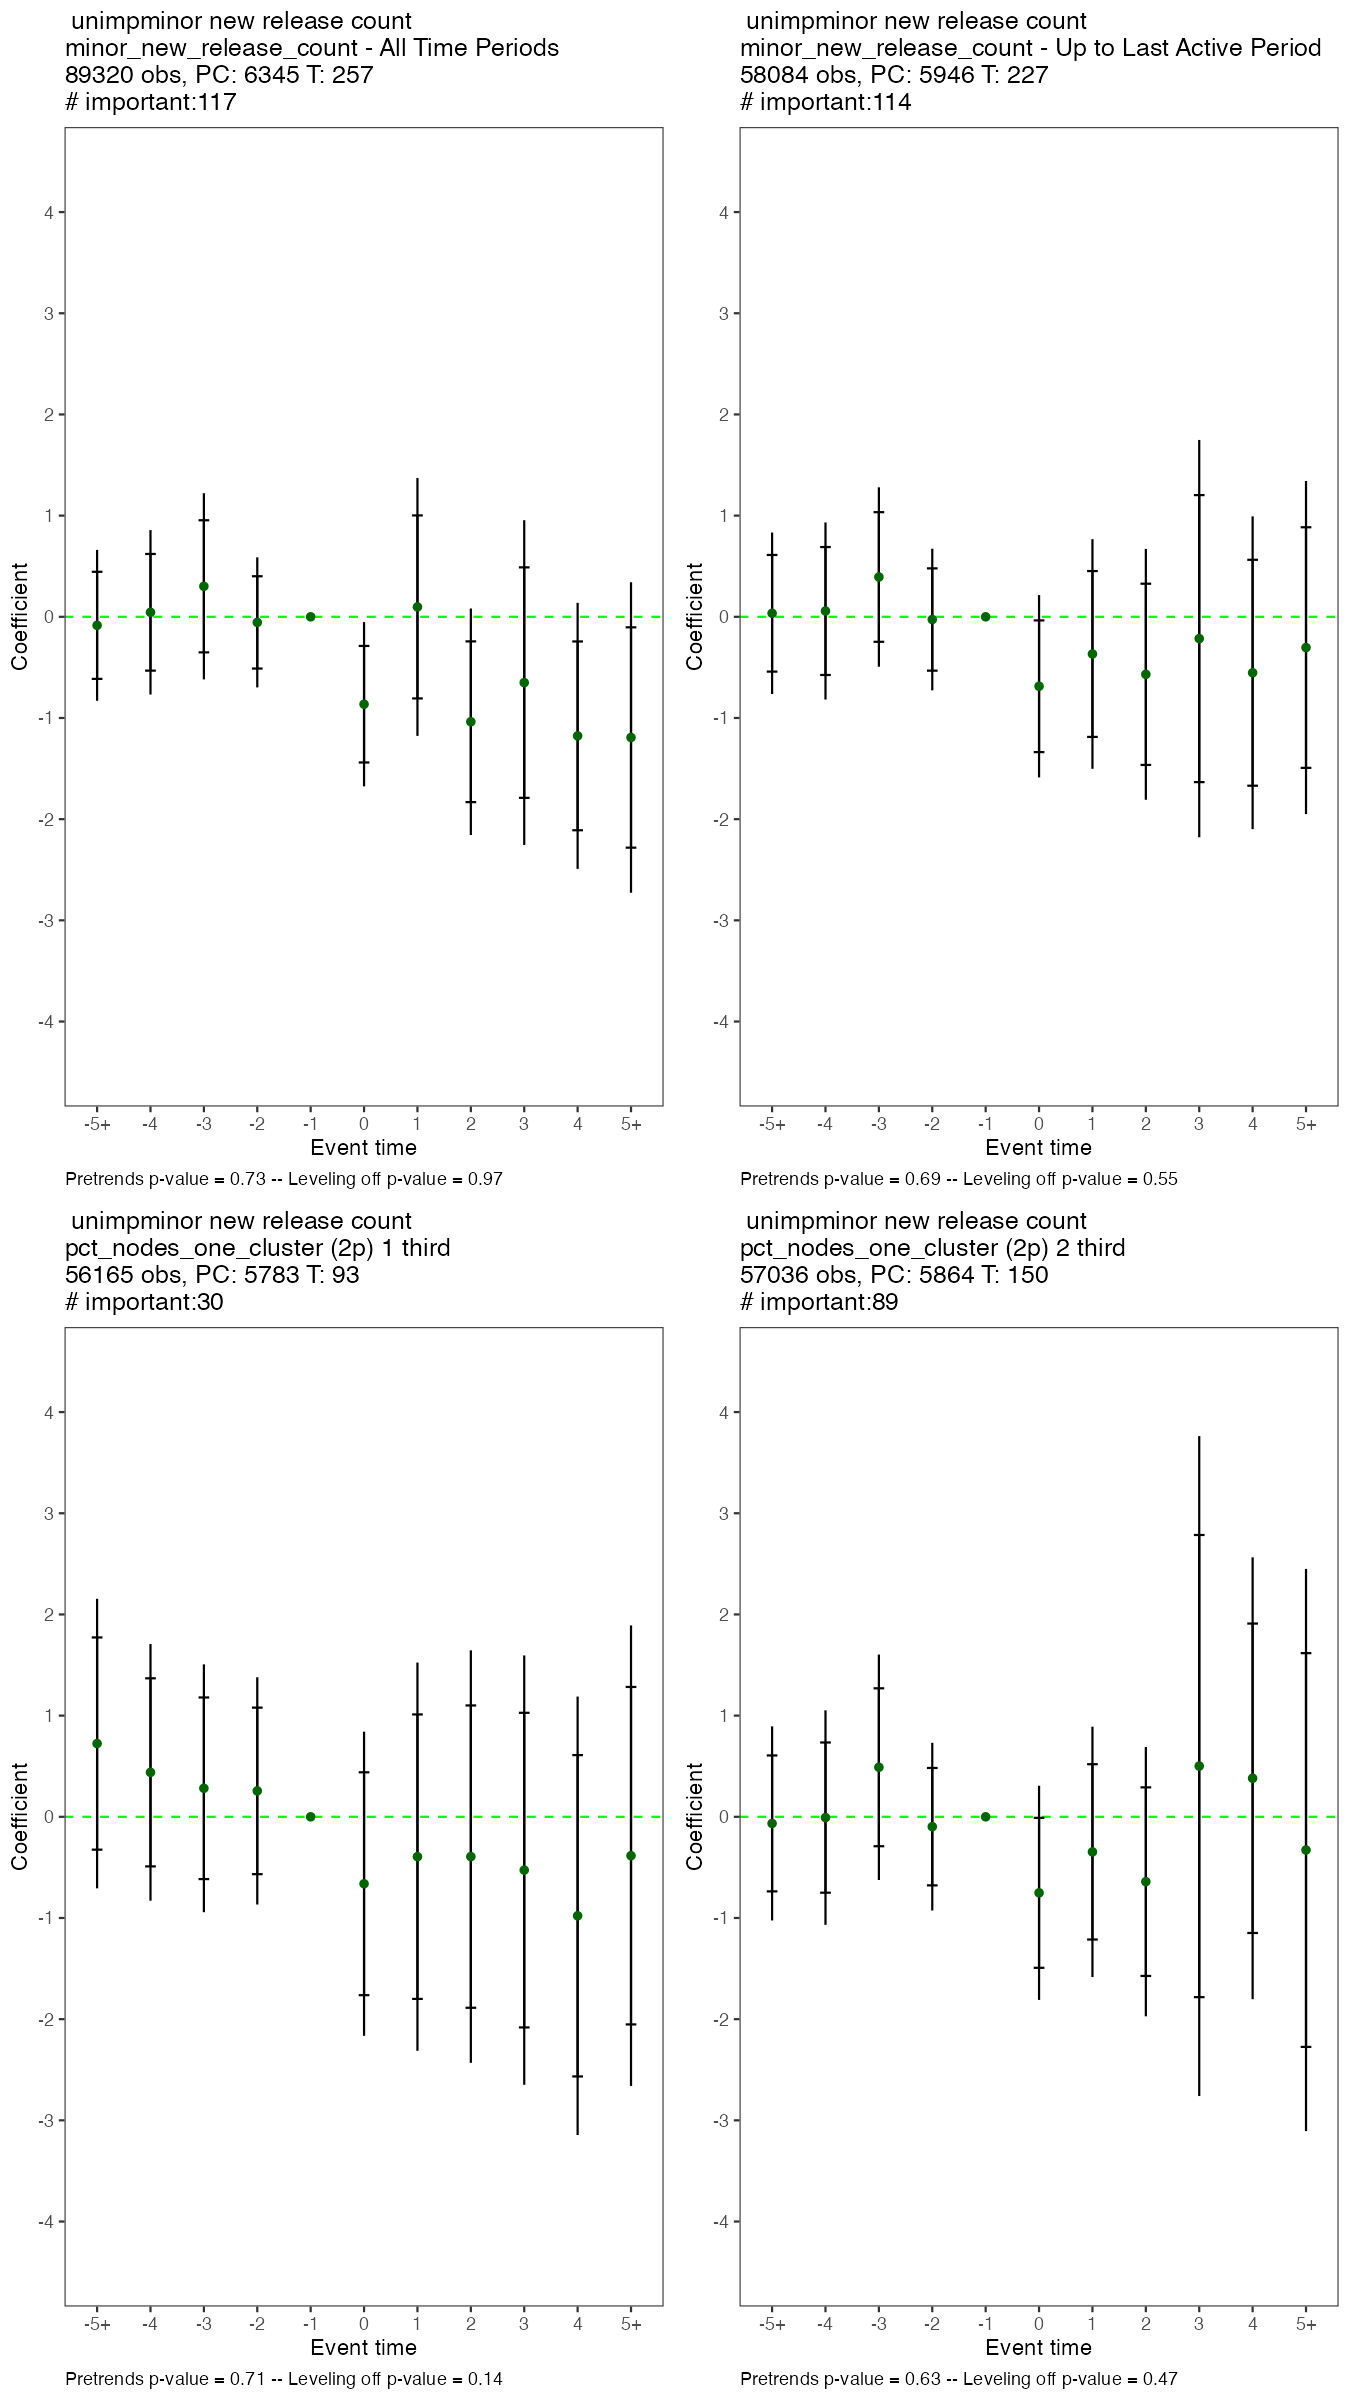 unimpminor new release count
minor_new_release_count - All Time Periods
89320 obs, PC: 6345 T: 257
# important:117
4
3
2
1
0
-1
-2
-3
-4
Coefficient
-5+ -4 -3 -2 -1 0 1 2 3 4 5+
Event time
Pretrends p-value = 0.73 -- Leveling off p-value = 0.97
unimpminor new release count
minor_new_release_count - Up to Last Active Period
58084 obs, PC: 5946 T: 227
# important:114
4
3
2
1
0
-1
-2
-3
-4
Coefficient
-5+ -4 -3 -2 -1 0 1 2 3 4 5+
Event time
Pretrends p-value = 0.69 -- Leveling off p-value = 0.55
unimpminor new release count
pct_nodes_one_cluster (2p) 1 third
56165 obs, PC: 5783 T: 93
# important:30
4
3
2
1
0
-1
-2
-3
-4
Coefficient
-5+ -4 -3 -2 -1 0 1 2 3 4 5+
Event time
Pretrends p-value = 0.71 -- Leveling off p-value = 0.14
unimpminor new release count
pct_nodes_one_cluster (2p) 2 third
57036 obs, PC: 5864 T: 150
# important:89
4
3
2
1
0
-1
-2
-3
-4
Coefficient
-5+ -4 -3 -2 -1 0 1 2 3 4 5+
Event time
Pretrends p-value = 0.63 -- Leveling off p-value = 0.47